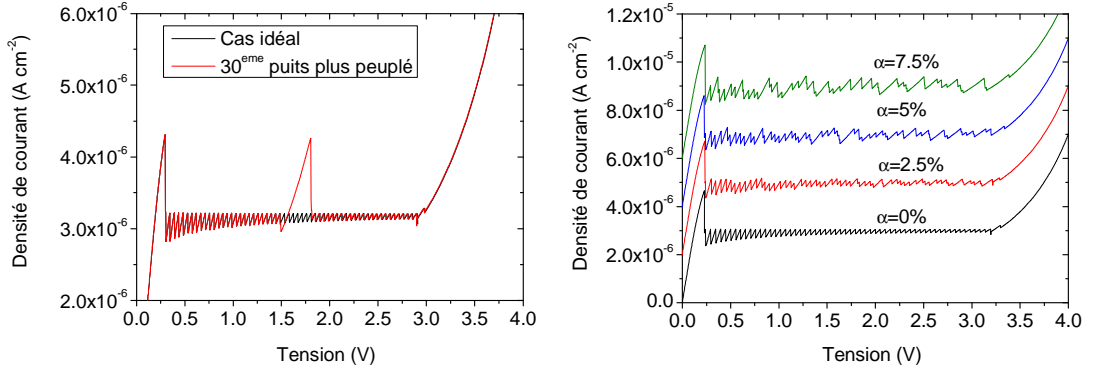 6.0x10⁻⁶
5.0x10⁻⁶
4.0x10⁻⁶
3.0x10⁻⁶
2.0x10⁻⁶
Densité de courant (A cm⁻²)
Cas idéal
30ᵉᵐᵉ puits plus peuplé
0.0 0.5 1.0 1.5 2.0 2.5 3.0 3.5 4.0
Tension (V)
1.2x10⁻⁵
1.0x10⁻⁵
8.0x10⁻⁶
6.0x10⁻⁶
4.0x10⁻⁶
2.0x10⁻⁶
0.0
Densité de courant (A cm⁻²)
α=7.5%
α=5%
α=2.5%
α=0%
0.0 0.5 1.0 1.5 2.0 2.5 3.0 3.5 4.0
Tension (V)